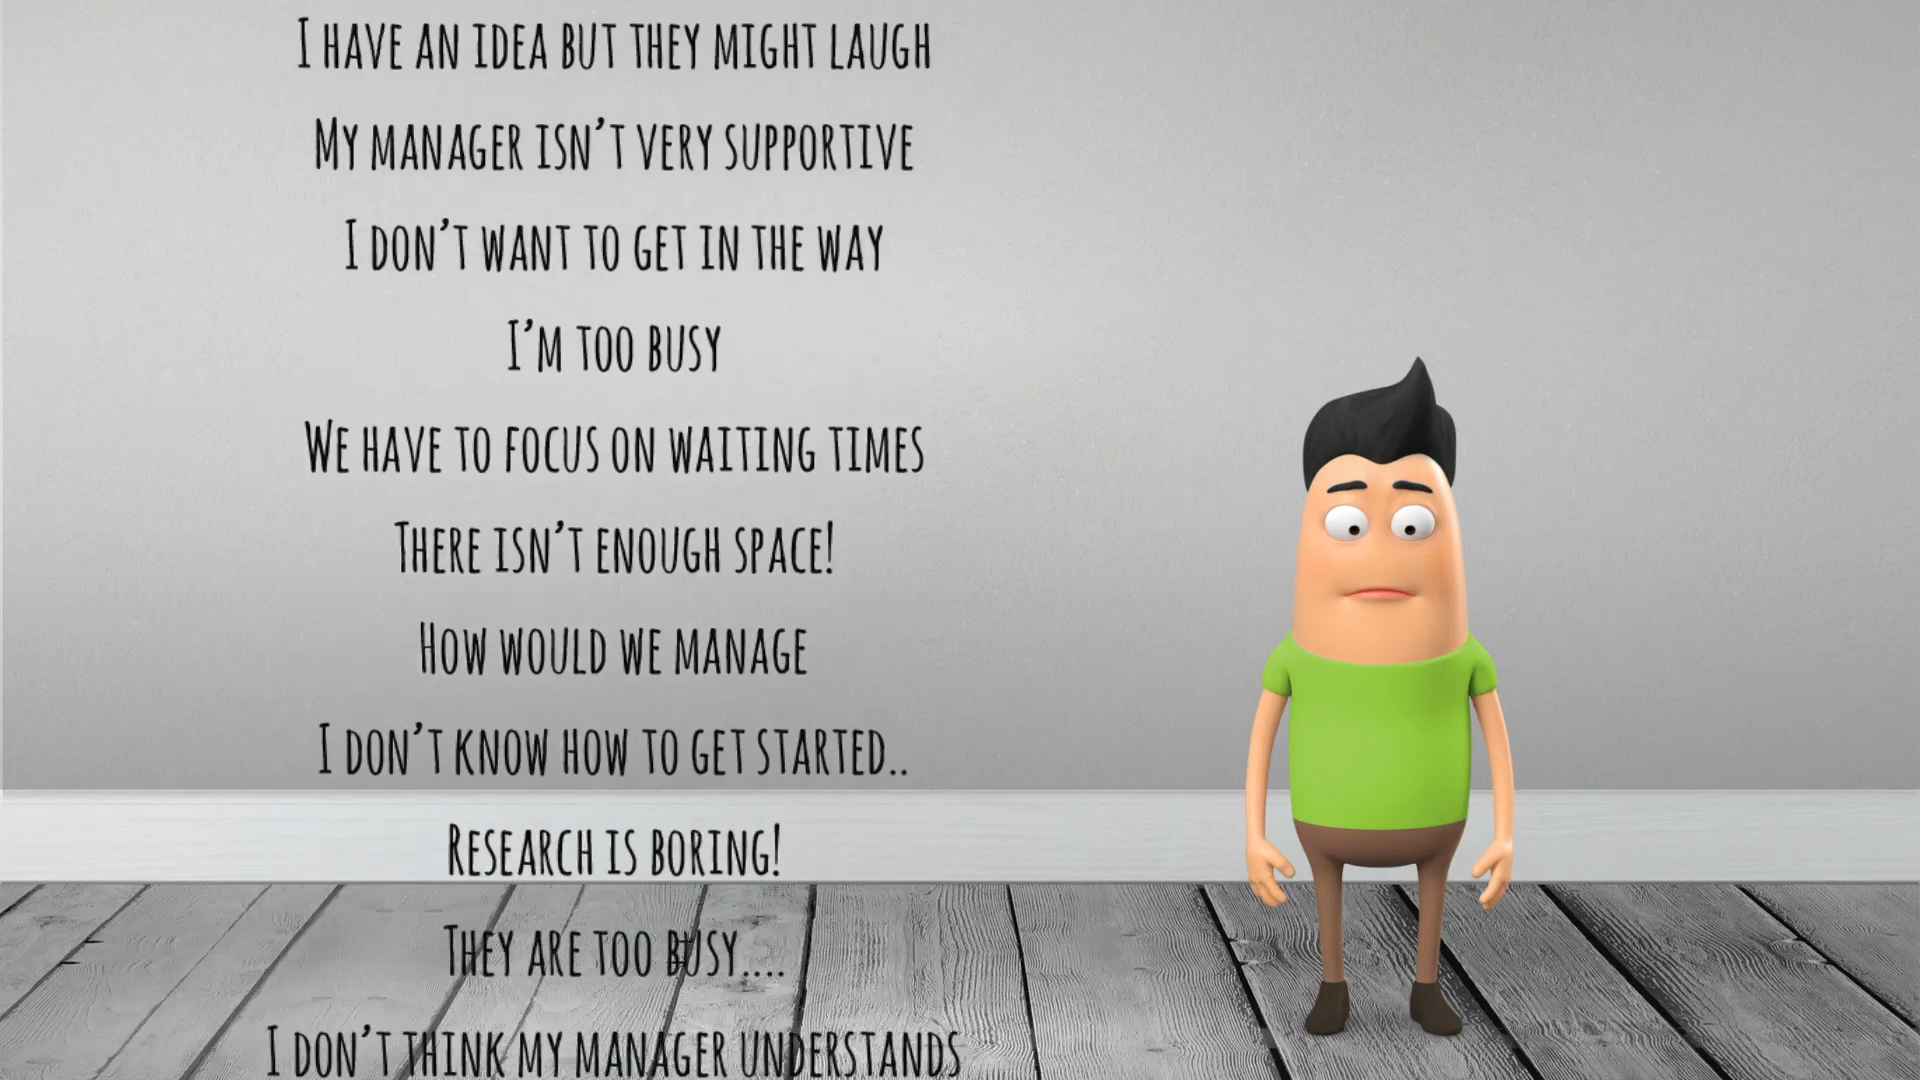 I have an idea but they might laugh
My manager isn't very supportive
I don't want to get in the way
I'm too busy
We have to focus on waiting times
There isn't enough space!
How would we manage
I don't know how to get started..
Research is boring!
They are too busy....
I don't think my manager understands